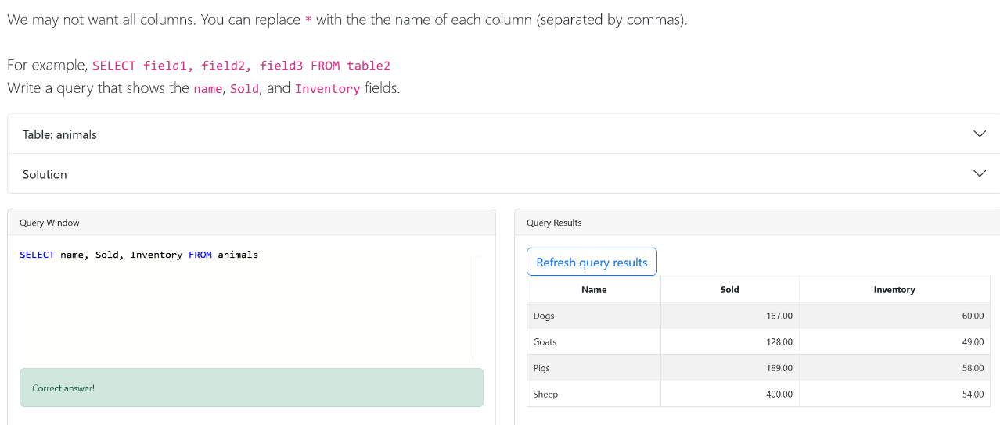 We may not want all columns. You can replace * with the the name of each column (separated by commas).
For example, SELECT field1, field2, field3 FROM table2
Write a query that shows the name, Sold, and Inventory fields.
Table: animals
Solution
Query Window
SELECT name, Sold, Inventory FROM animals
Correct answer!
Query Results
Refresh query results
Name Sold Inventory
Dogs 167.00 60.00
Goats 128.00 49.00
Pigs 189.00 58.00
Sheep 400.00 54.00